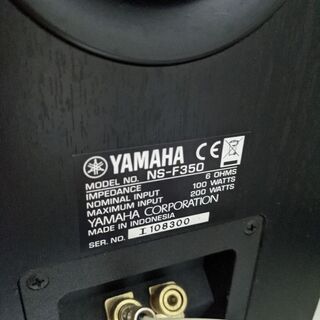 YAMAHA CE
MODEL NO. NS-F350
IMPEDANCE 6 OHMS
NOMINAL INPUT 100 WATTS
MAXIMUM INPUT 200 WATTS
YAMAHA CORPORATION
MADE IN INDONESIA
SER. NO. I 108300